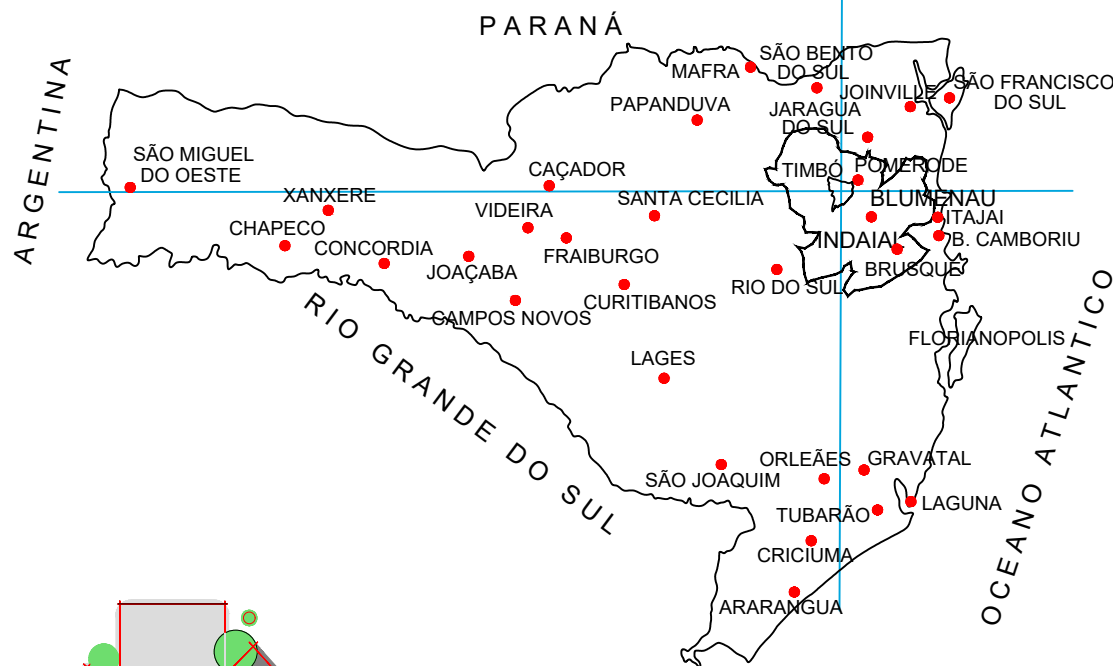 PARANÁ
ARGENTINA
SÃO BENTO
DO SUL
MAFRA
SÃO FRANCISCO
DO SUL
JOINVILLE
PAPANDUVA
JARAGUA
DO SUL
SÃO MIGUEL
DO OESTE
CAÇADOR
TIMBÓ
POMERODE
XANXERE
SANTA CECILIA
BLUMENAU
VIDEIRA
ITAJAI
CHAPECO
INDAIAL
B. CAMBORIU
CONCORDIA
FRAIBURGO
JOAÇABA
BRUSQUE
RIO DO SUL
CURITIBANOS
CAMPOS NOVOS
FLORIANOPOLIS
LAGES
RIO GRANDE DO SUL
OCEANO ATLANTICO
ORLEÃES
GRAVATAL
SÃO JOAQUIM
LAGUNA
TUBARÃO
CRICIUMA
ARARANGUA